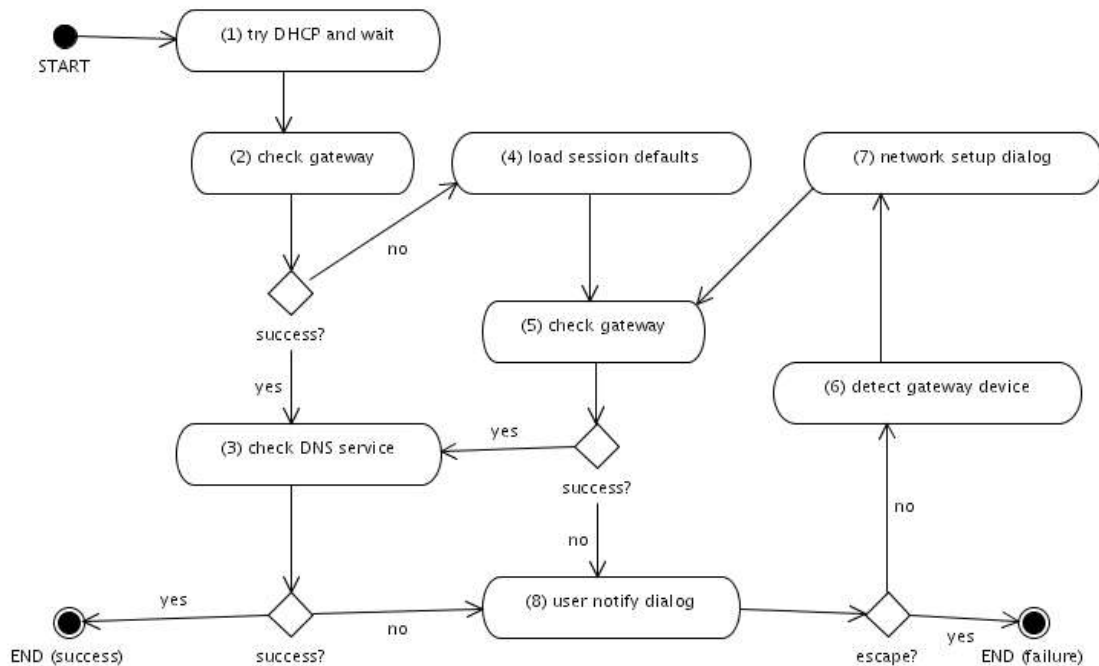 (1) try DHCP and wait
START
(2) check gateway
(4) load session defaults
(7) network setup dialog
no
success?
(5) check gateway
yes
(6) detect gateway device
(3) check DNS service
yes
success?
no
no
yes
(8) user notify dialog
no
yes
END (success)
success?
escape?
END (failure)